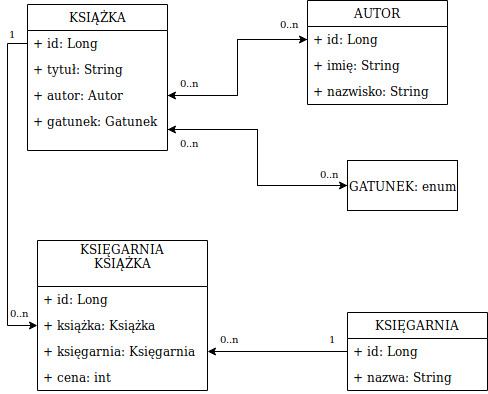 KSIĄŻKA
+ id: Long
+ tytuł: String
+ autor: Autor
+ gatunek: Gatunek
1
0..n
0..n
AUTOR
+ id: Long
+ imię: String
+ nazwisko: String
0..n
0..n
GATUNEK: enum
KSIĘGARNIA
KSIĄŻKA
+ id: Long
+ książka: Książka
+ księgarnia: Księgarnia
+ cena: int
0..n
0..n
1
KSIĘGARNIA
+ id: Long
+ nazwa: String